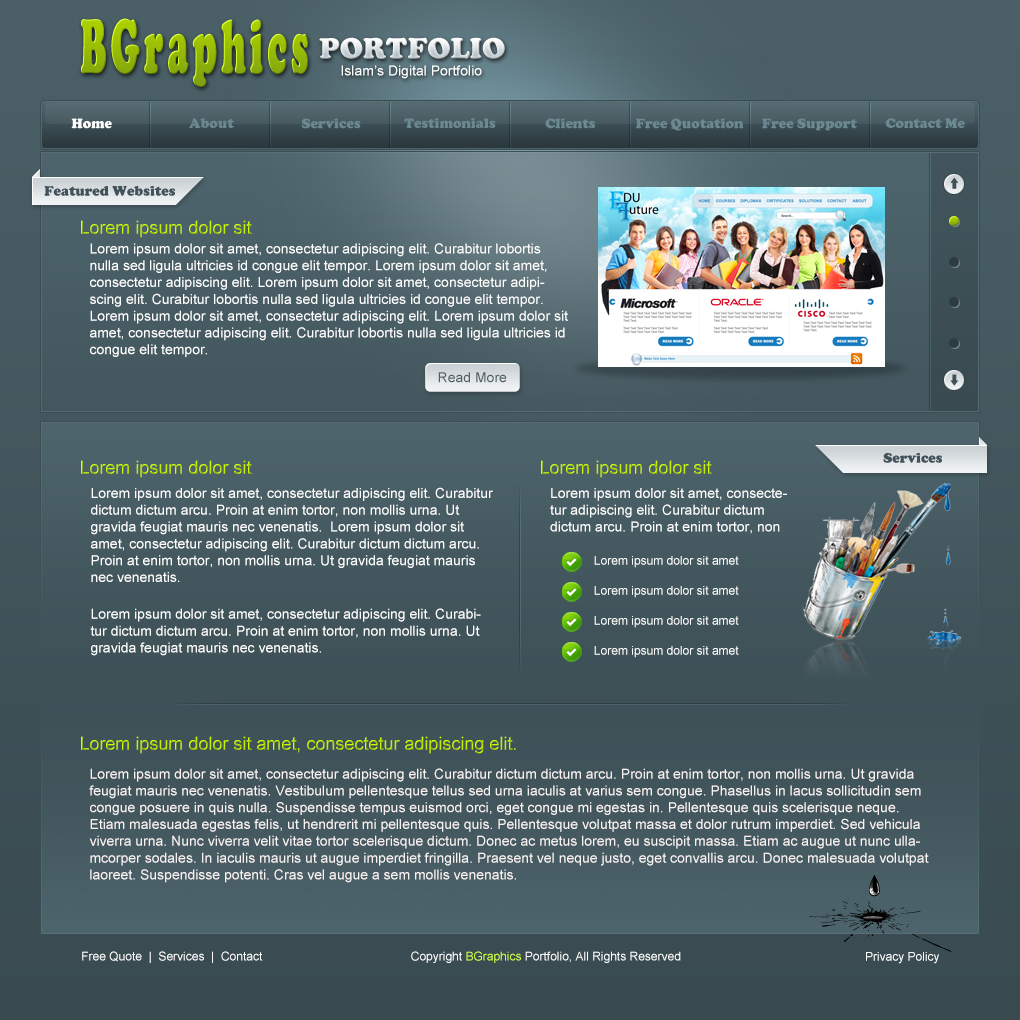 BGraphics PORTFOLIO
Islam's Digital Portfolio
Home About Services Testimonials Clients Free Quotation Free Support Contact Me
Featured Websites
Lorem ipsum dolor sit
Lorem ipsum dolor sit amet, consectetur adipiscing elit. Curabitur lobortis
nulla sed ligula ultricies id congue elit tempor. Lorem ipsum dolor sit amet,
consectetur adipiscing elit. Lorem ipsum dolor sit amet, consectetur adipi-
scing elit. Curabitur lobortis nulla sed ligula ultricies id congue elit tempor.
Lorem ipsum dolor sit amet, consectetur adipiscing elit. Lorem ipsum dolor sit
amet, consectetur adipiscing elit. Curabitur lobortis nulla sed ligula ultricies id
congue elit tempor.
Read More
EDU
Future
HOME COURSES DIPLOMAS CIRTIFICATES SOLUTIONS CONTACT ABOUT
Search...
Microsoft ORACLE CISCO
READ MORE READ MORE READ MORE
News Text Goes Here
Services
Lorem ipsum dolor sit
Lorem ipsum dolor sit amet, consectetur adipiscing elit. Curabitur
dictum dictum arcu. Proin at enim tortor, non mollis urna. Ut
gravida feugiat mauris nec venenatis.  Lorem ipsum dolor sit
amet, consectetur adipiscing elit. Curabitur dictum dictum arcu.
Proin at enim tortor, non mollis urna. Ut gravida feugiat mauris
nec venenatis.
Lorem ipsum dolor sit amet, consectetur adipiscing elit. Curabi-
tur dictum dictum arcu. Proin at enim tortor, non mollis urna. Ut
gravida feugiat mauris nec venenatis.
Lorem ipsum dolor sit
Lorem ipsum dolor sit amet, consecte-
tur adipiscing elit. Curabitur dictum
dictum arcu. Proin at enim tortor, non
Lorem ipsum dolor sit amet
Lorem ipsum dolor sit amet
Lorem ipsum dolor sit amet
Lorem ipsum dolor sit amet
Lorem ipsum dolor sit amet, consectetur adipiscing elit.
Lorem ipsum dolor sit amet, consectetur adipiscing elit. Curabitur dictum dictum arcu. Proin at enim tortor, non mollis urna. Ut gravida
feugiat mauris nec venenatis. Vestibulum pellentesque tellus sed urna iaculis at varius sem congue. Phasellus in lacus sollicitudin sem
congue posuere in quis nulla. Suspendisse tempus euismod orci, eget congue mi egestas in. Pellentesque quis scelerisque neque.
Etiam malesuada egestas felis, ut hendrerit mi pellentesque quis. Pellentesque volutpat massa et dolor rutrum imperdiet. Sed vehicula
viverra urna. Nunc viverra velit vitae tortor scelerisque dictum. Donec ac metus lorem, eu suscipit massa. Etiam ac augue ut nunc ulla-
mcorper sodales. In iaculis mauris ut augue imperdiet fringilla. Praesent vel neque justo, eget convallis arcu. Donec malesuada volutpat
laoreet. Suspendisse potenti. Cras vel augue a sem mollis venenatis.
Free Quote | Services | Contact
Copyright BGraphics Portfolio, All Rights Reserved
Privacy Policy